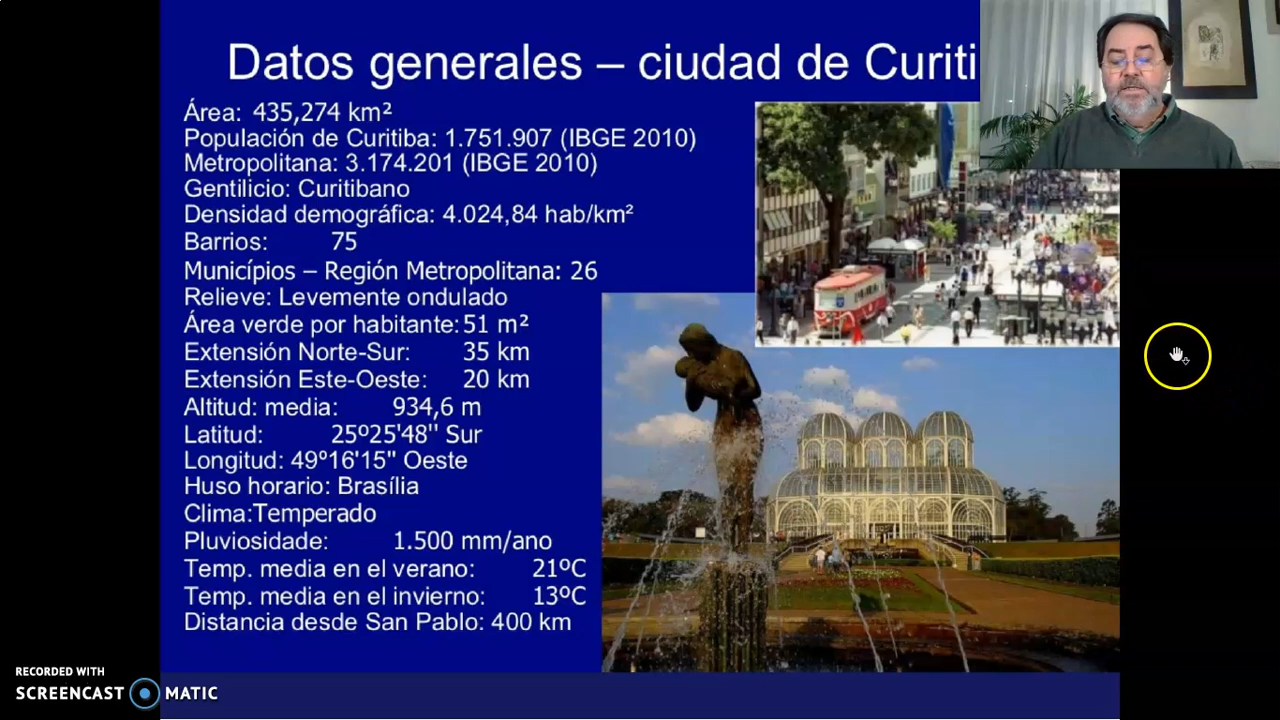 Datos generales – ciudad de Curiti
Área: 435,274 km²
Populación de Curitiba: 1.751.907 (IBGE 2010)
Metropolitana: 3.174.201 (IBGE 2010)
Gentilicio: Curitibano
Densidad demográfica: 4.024,84 hab/km²
Barrios: 75
Municípios – Región Metropolitana: 26
Relieve: Levemente ondulado
Área verde por habitante: 51 m²
Extensión Norte-Sur: 35 km
Extensión Este-Oeste: 20 km
Altitud: media: 934,6 m
Latitud: 25º25'48'' Sur
Longitud: 49º16'15'' Oeste
Huso horario: Brasília
Clima:Temperado
Pluviosidade: 1.500 mm/ano
Temp. media en el verano: 21ºC
Temp. media en el invierno: 13ºC
Distancia desde San Pablo: 400 km
RECORDED WITH
SCREENCAST MATIC